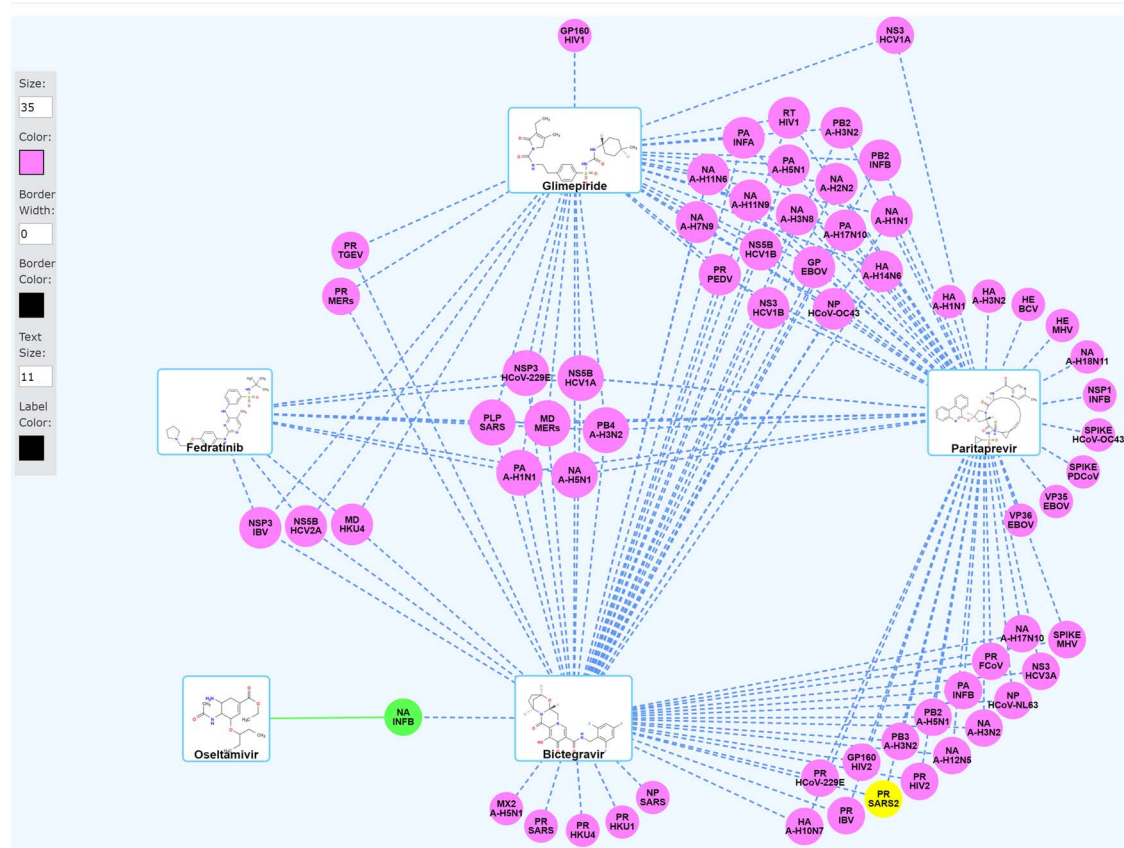 GP160
HIV1
NS3
HCV1A
Size:
35
Color:
Border
Width:
0
Border
Color:
Text
Size:
11
Label
Color:
Glimepiride
RT
HIV1
PA
INFA
PB2
A-H3N2
PB2
INFB
PA
A-H5N1
NA
A-H11N6
NA
A-H2N2
NA
A-H11N9
NA
A-H7N9
NA
A-H3N8
PA
A-H17N10
NA
A-H1N1
NS5B
HCV1B
GP
EBOV
HA
A-H14N6
PR
PEDV
NS3
HCV1B
NP
HCoV-OC43
PR
TGEV
PR
MERs
HA
A-H1N1
HA
A-H3N2
HE
BCV
HE
MHV
NA
A-H18N11
NSP1
INFB
SPIKE
HCoV-OC43
SPIKE
PDCoV
VP35
EBOV
VP36
EBOV
Paritaprevir
Fedratinib
NSP3
HCoV-229E
NS5B
HCV1A
PLP
SARS
MD
MERs
PB4
A-H3N2
PA
A-H1N1
NA
A-H5N1
NSP3
IBV
NS5B
HCV2A
MD
HKU4
Oseltamivir
NA
INFB
Bictegravir
NA
A-H17N10
SPIKE
MHV
PR
FCoV
NS3
HCV3A
PA
INFB
NP
HCoV-NL63
PB2
A-H5N1
NA
A-H3N2
PB3
A-H3N2
NA
A-H12N5
GP160
HIV2
PR
HIV2
PR
HCoV-229E
PR
SARS2
PR
IBV
HA
A-H10N7
MX2
A-H5N1
PR
SARS
PR
HKU4
PR
HKU1
NP
SARS